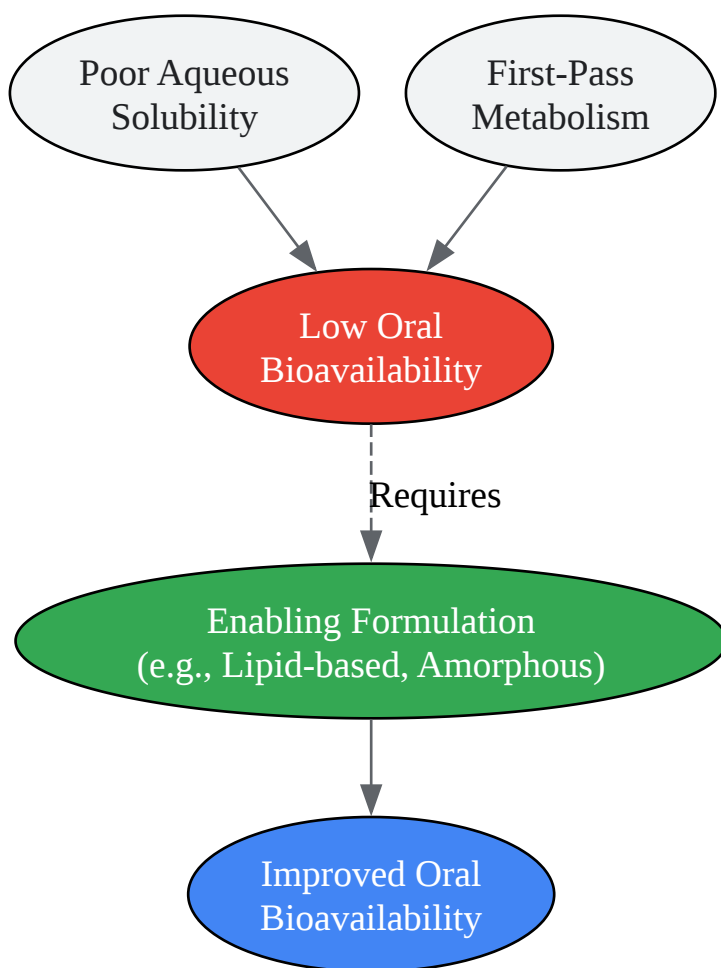 Poor Aqueous
Solubility
First-Pass
Metabolism
Low Oral
Bioavailability
Requires
Enabling Formulation
(e.g., Lipid-based, Amorphous)
Improved Oral
Bioavailability